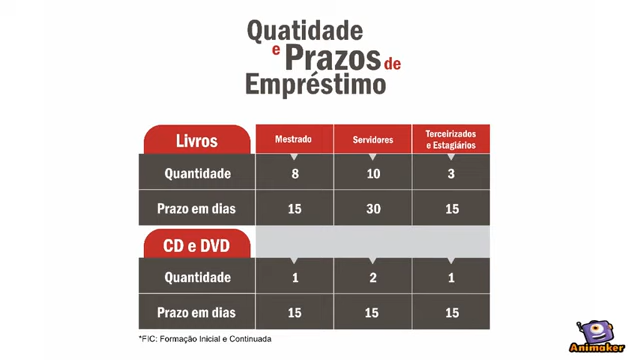 Quatidade
e Prazos de
Empréstimo
Livros Mestrado Servidores Terceirizados e Estagiários
Quantidade 8 10 3
Prazo em dias 15 30 15
CD e DVD
Quantidade 1 2 1
Prazo em dias 15 15 15
*FIC: Formação Inicial e Continuada
Animaker